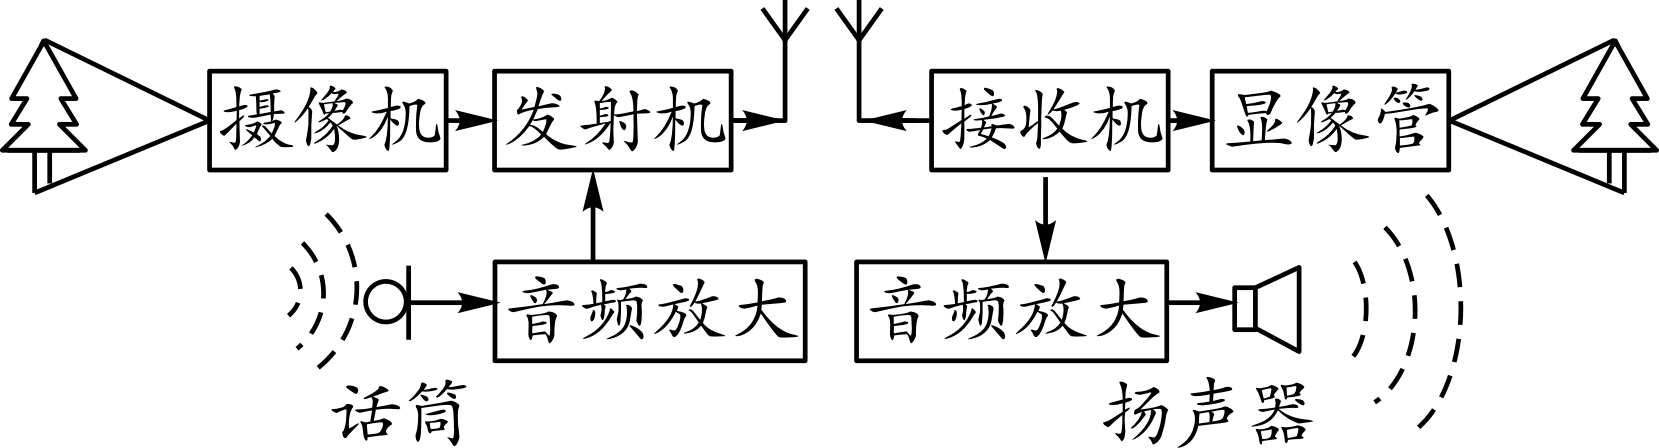 摄像机 发射机 接收机 显像管
音频放大 音频放大
话筒 扬声器